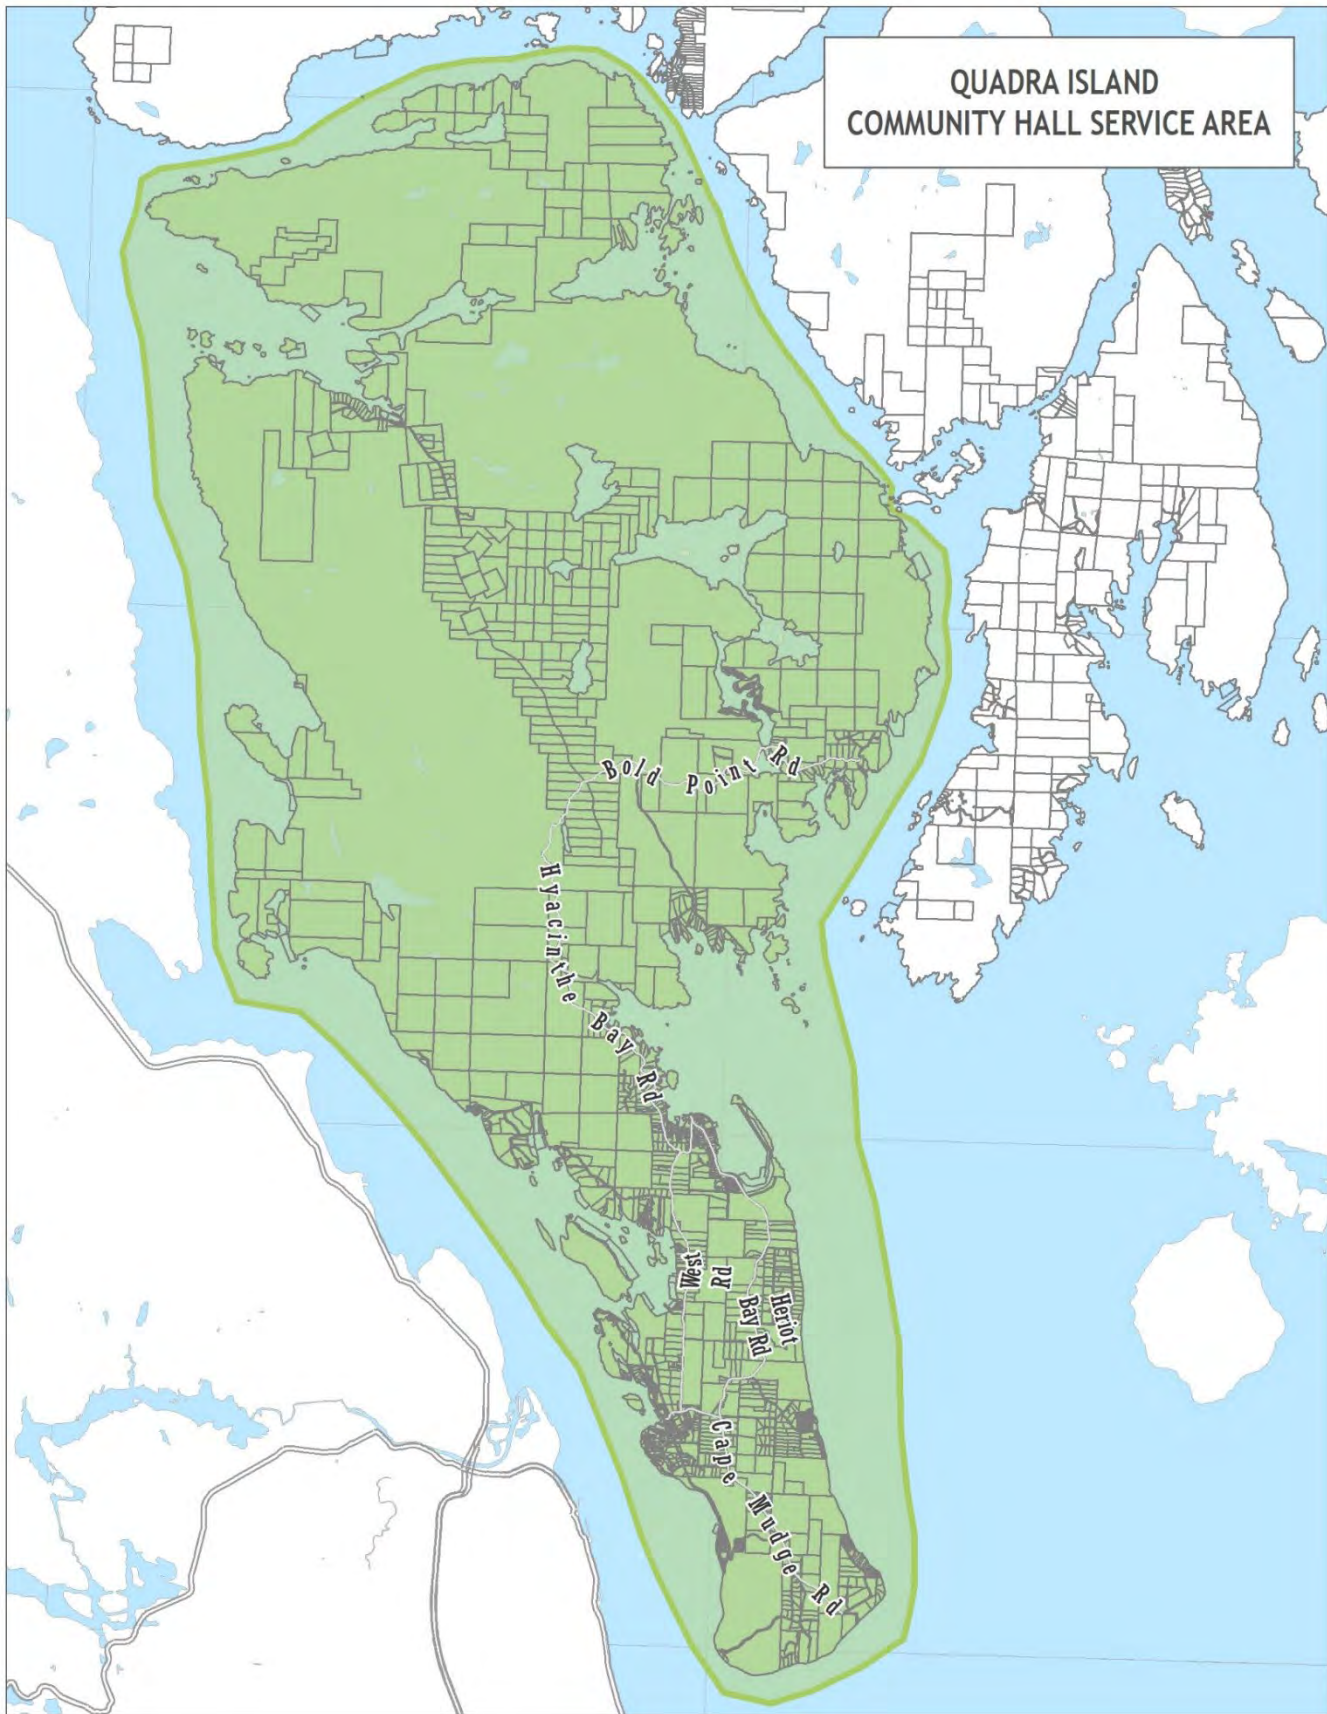 QUADRA ISLAND
COMMUNITY HALL SERVICE AREA
Bold Point Rd
Hyacinthe Bay Rd
West
Rd
Heriot
Bay Rd
Cape Mudge Rd